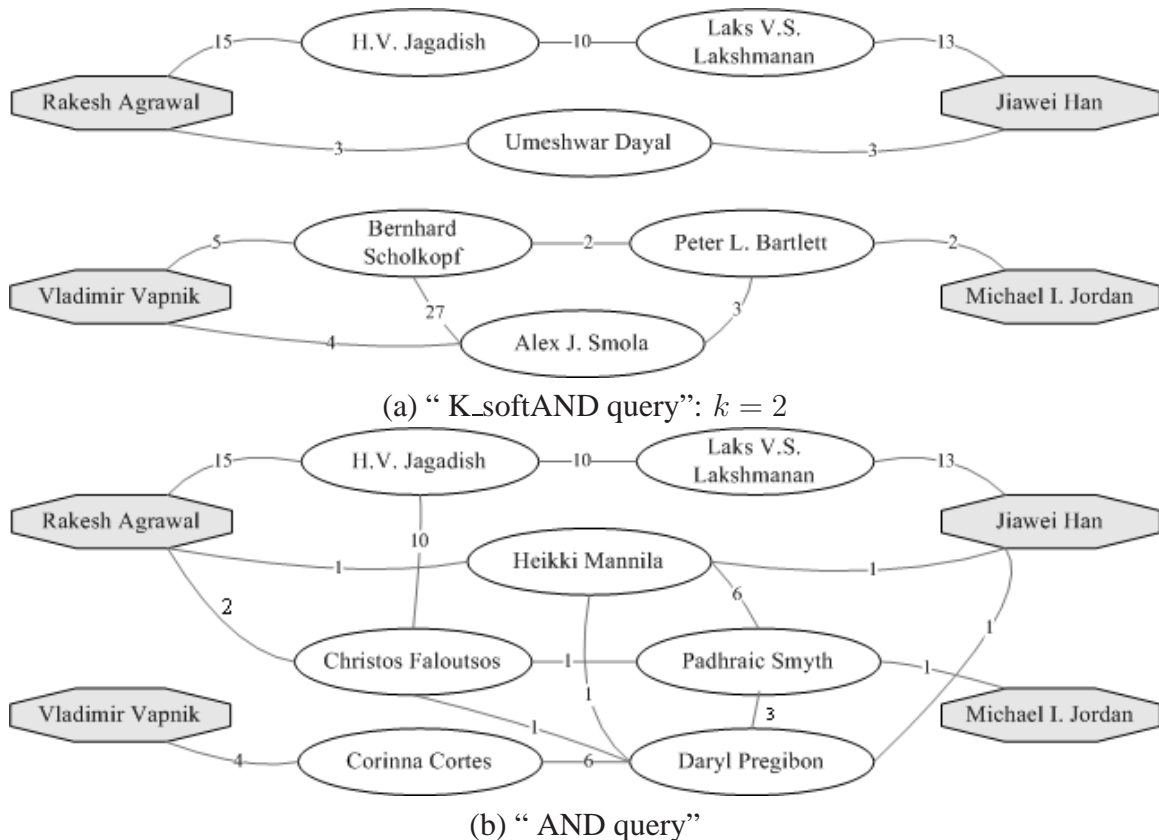 15
H.V. Jagadish
10
Laks V.S.
Lakshmanan
13
Rakesh Agrawal
Jiawei Han
3
Umeshwar Dayal
3
5
Bernhard
Scholkopf
2
Peter L. Bartlett
2
Vladimir Vapnik
Michael I. Jordan
27
3
4
Alex J. Smola
(a) “ K_softAND query”: k = 2
15
H.V. Jagadish
10
Laks V.S.
Lakshmanan
13
Rakesh Agrawal
Jiawei Han
10
1
Heikki Mannila
1
6
2
1
Christos Faloutsos
1
Padhraic Smyth
1
1
Vladimir Vapnik
Michael I. Jordan
1
3
4
Corinna Cortes
6
Daryl Pregibon
(b) “ AND query”